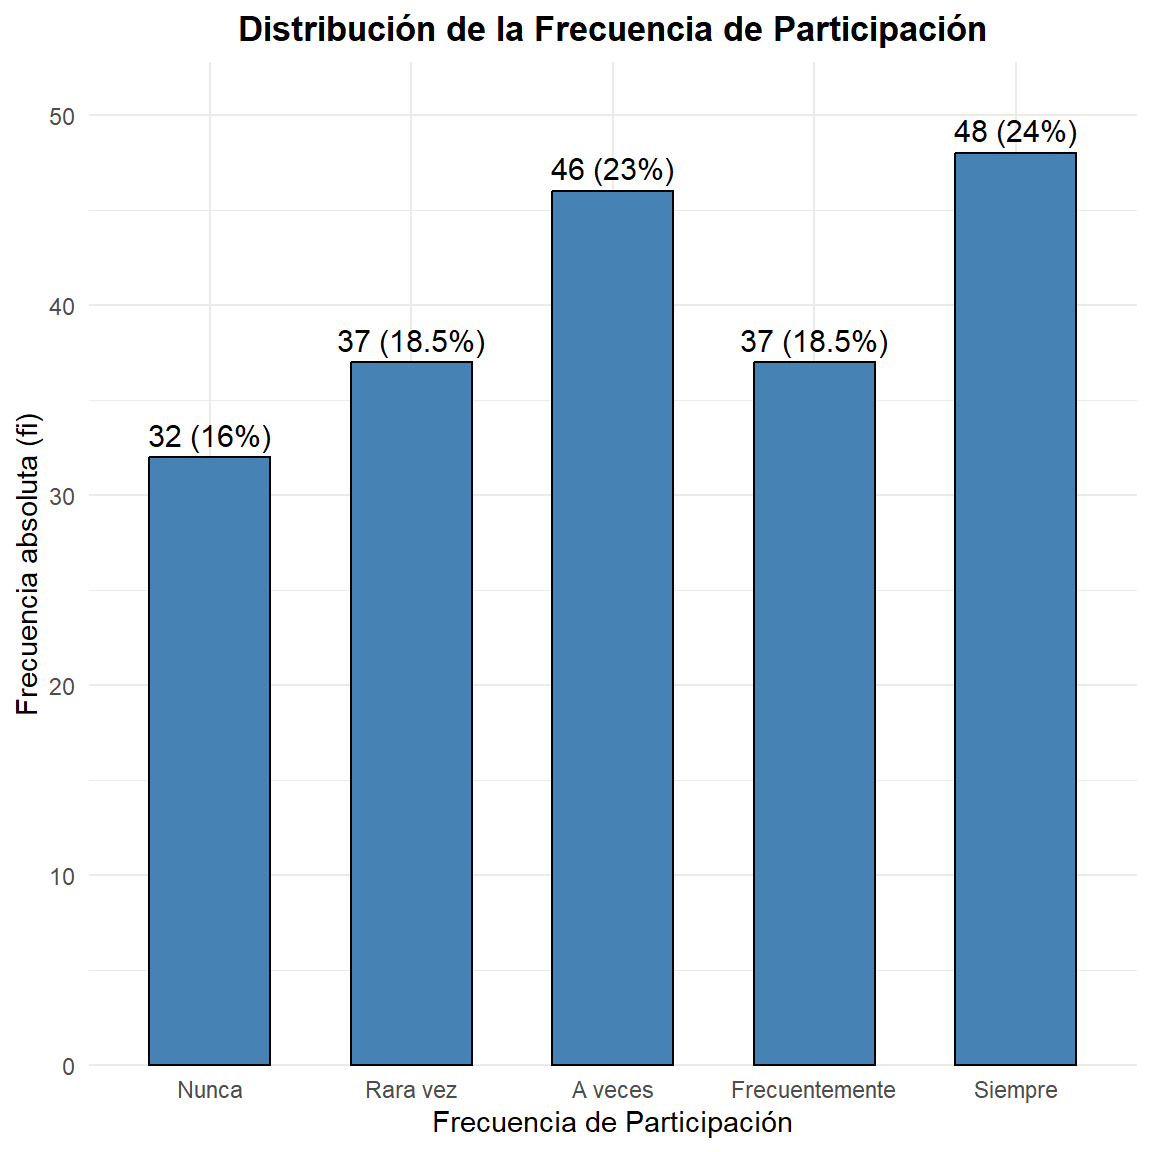 Distribución de la Frecuencia de Participación
50
40
30
20
10
0
Frecuencia absoluta (fi)
32 (16%)
37 (18.5%)
46 (23%)
37 (18.5%)
48 (24%)
Nunca
Rara vez
A veces
Frecuentemente
Siempre
Frecuencia de Participación